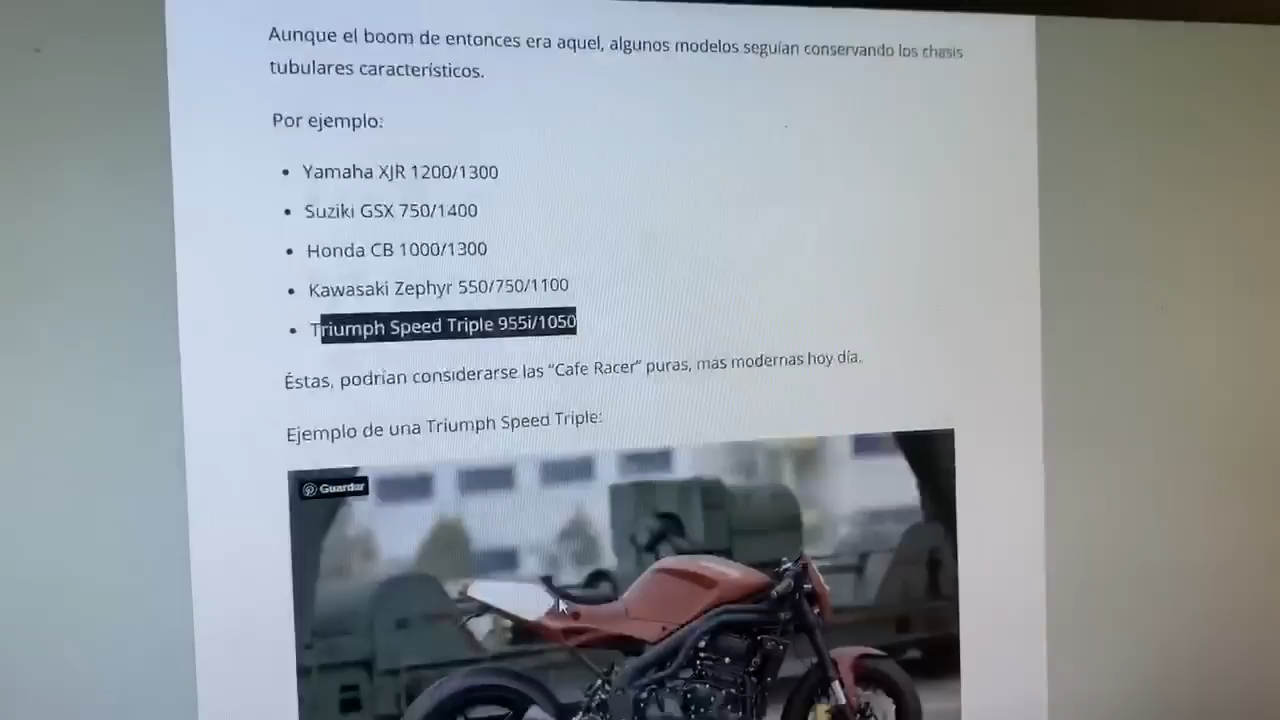 Aunque el boom de entonces era aquel, algunos modelos seguían conservando los chasis
tubulares característicos.
Por ejemplo:
• Yamaha XJR 1200/1300
• Suziki GSX 750/1400
• Honda CB 1000/1300
• Kawasaki Zephyr 550/750/1100
• Triumph Speed Triple 955i/1050
Éstas, podrían considerarse las “Cafe Racer” puras, mas modernas hoy día.
Ejemplo de una Triumph Speed Triple:
Guardar